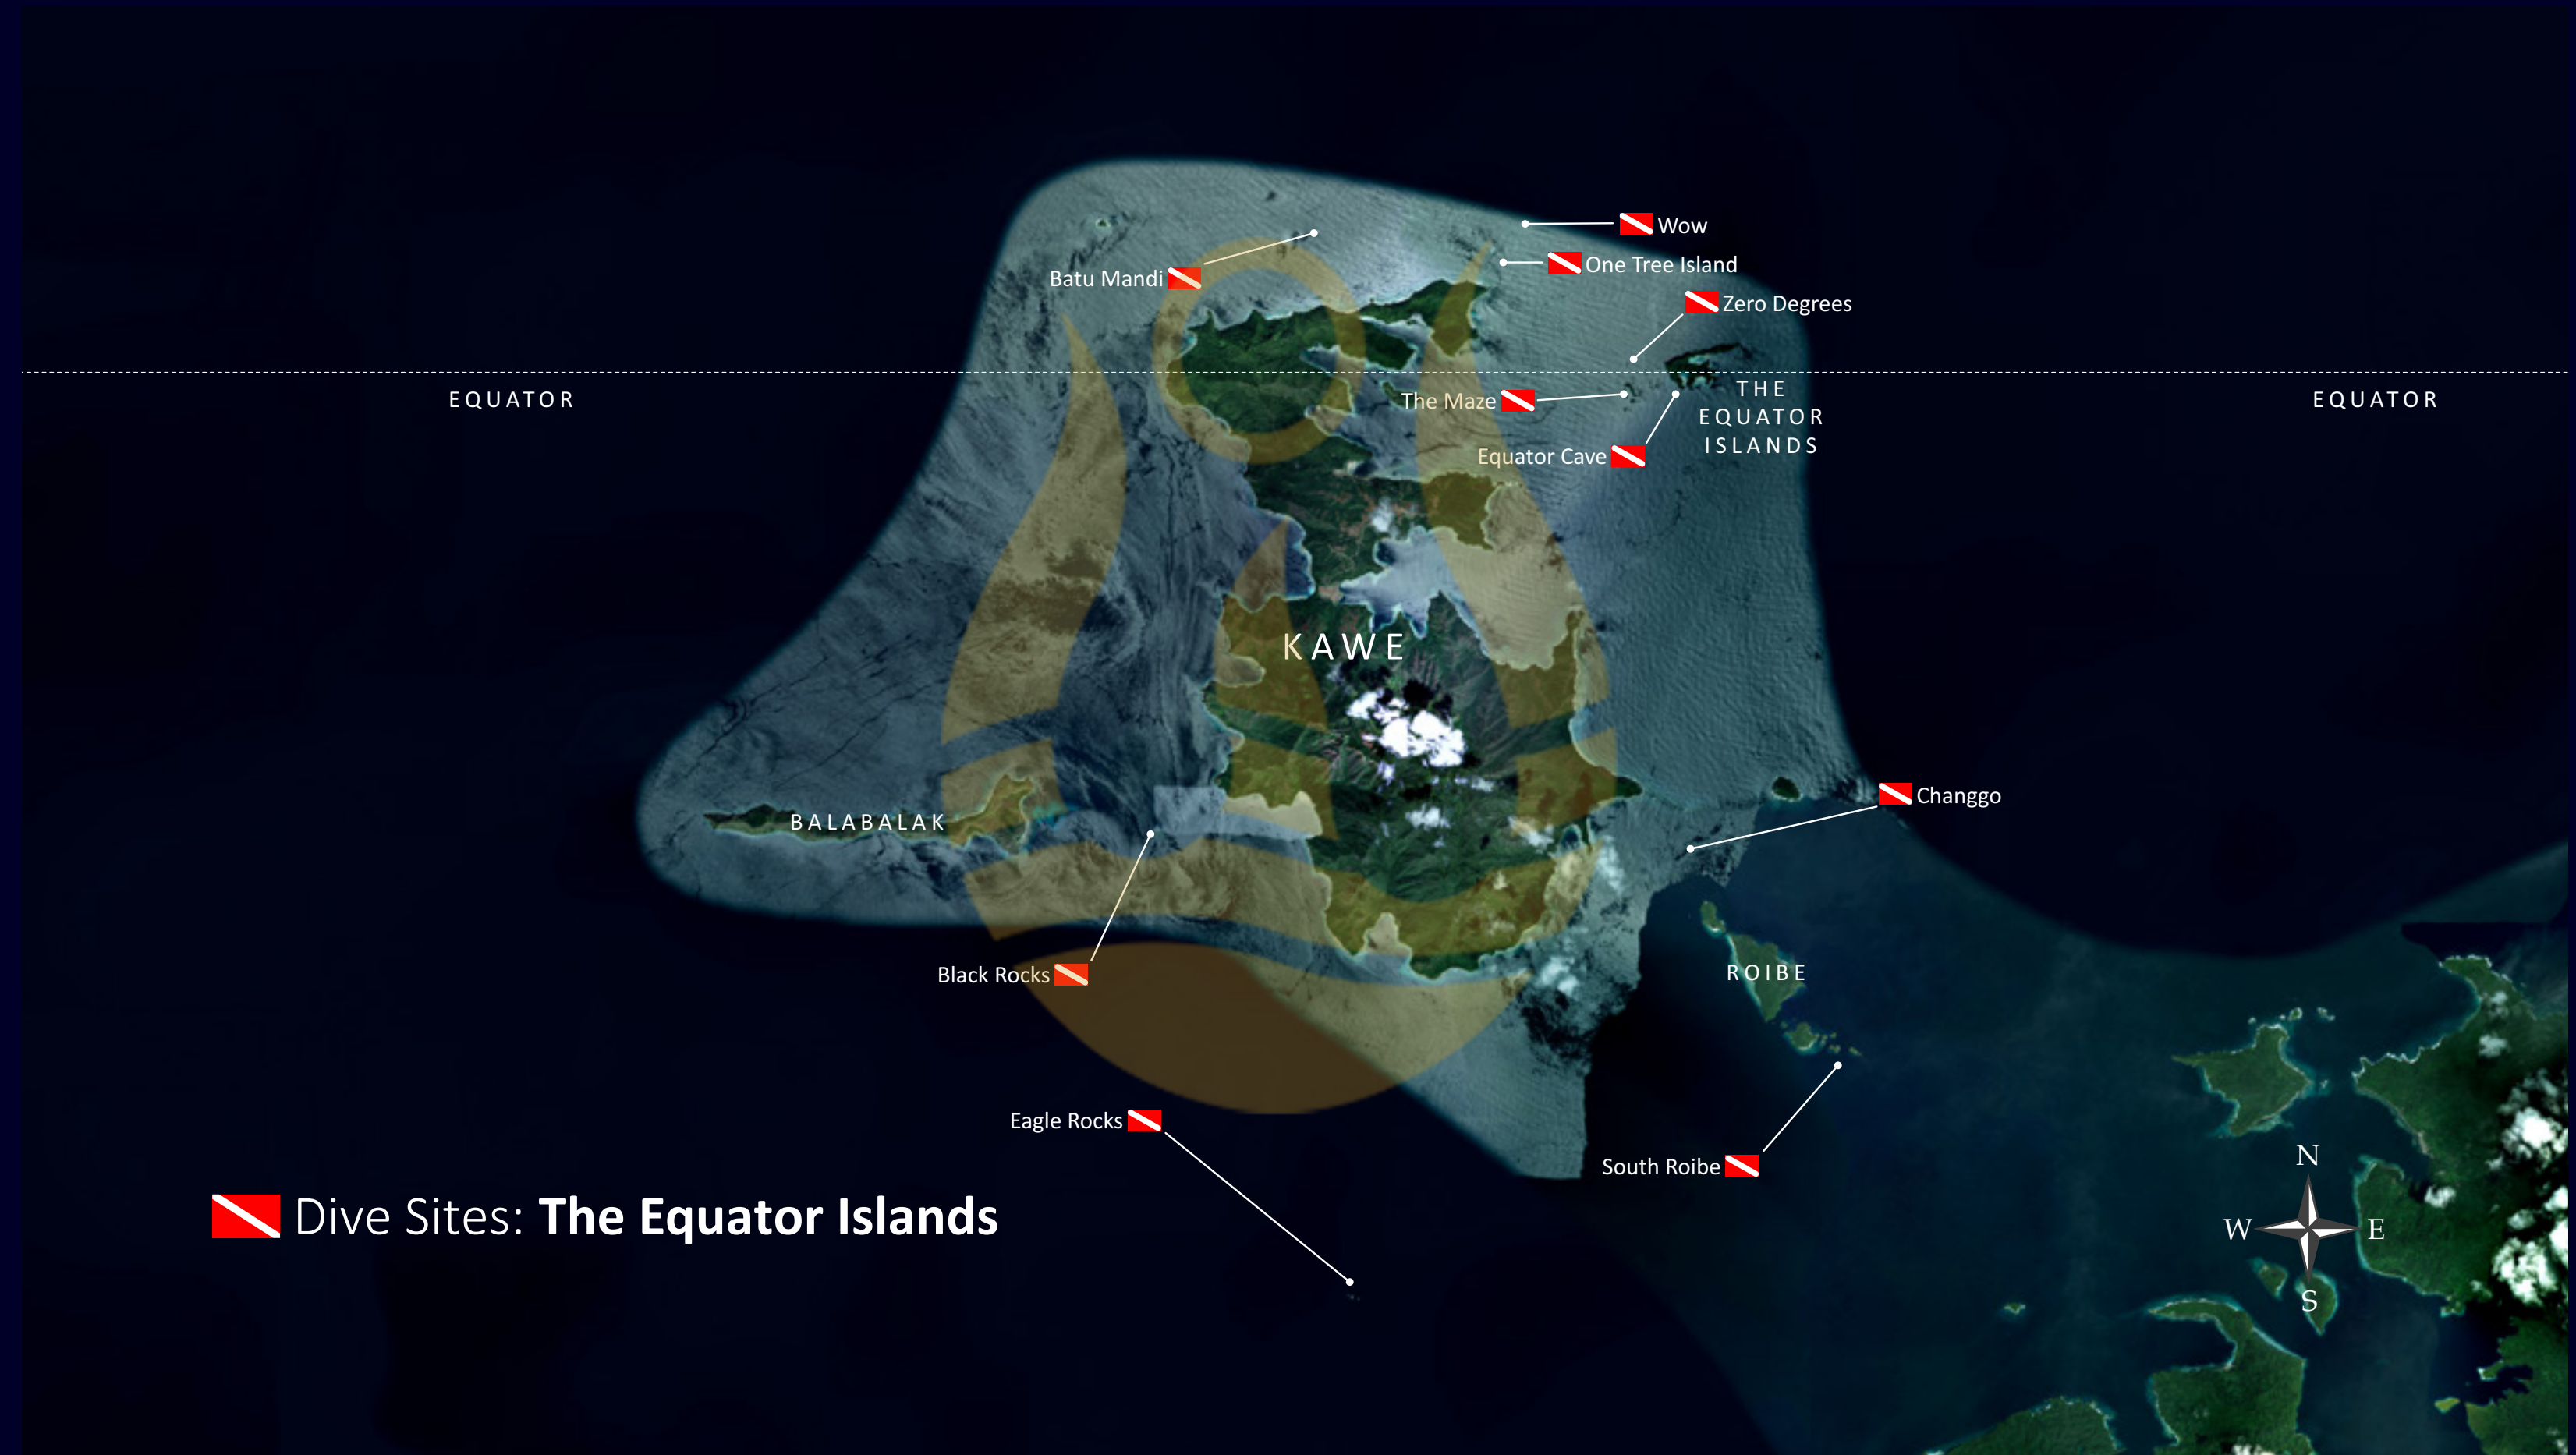 Wow
One Tree Island
Batu Mandi
Zero Degrees
EQUATOR
THE
EQUATOR
ISLANDS
EQUATOR
The Maze
Equator Cave
KAWE
Changgo
BALABALAK
ROIBE
Black Rocks
Eagle Rocks
South Roibe
N
W
E
S
Dive Sites: The Equator Islands